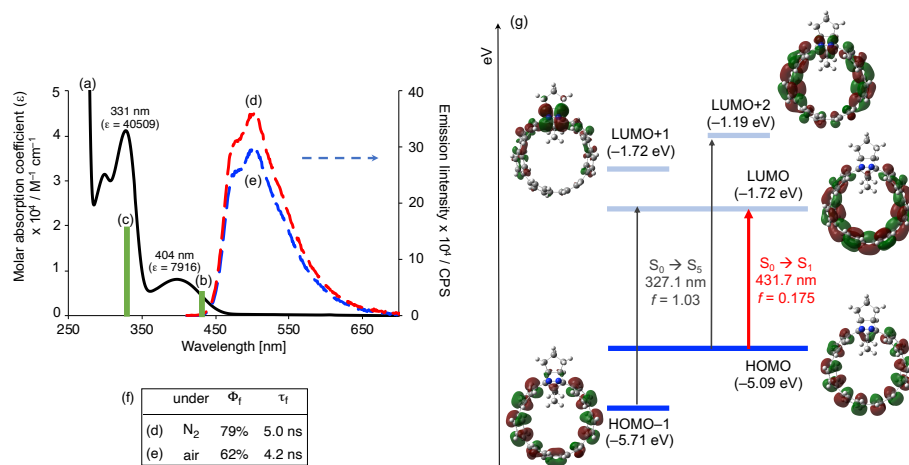 (a)
331 nm
(ε = 40509)
(c)
404 nm
(ε = 7916)
(b)
(d)
(e)
Molar absorption coefficient (ε)
x 10⁴ / M⁻¹ cm⁻¹
5
4
3
2
1
0
250
350
450
550
650
Wavelength [nm]
40
30
20
10
0
Emission Iintensity x 10⁴ / CPS
(f)
under Φf τf
(d) N₂ 79% 5.0 ns
(e) air 62% 4.2 ns
(g)
eV
LUMO+2
(−1.19 eV)
LUMO+1
(−1.72 eV)
LUMO
(−1.72 eV)
S₀ → S₅
327.1 nm
f = 1.03
S₀ → S₁
431.7 nm
f = 0.175
HOMO
(−5.09 eV)
HOMO−1
(−5.71 eV)